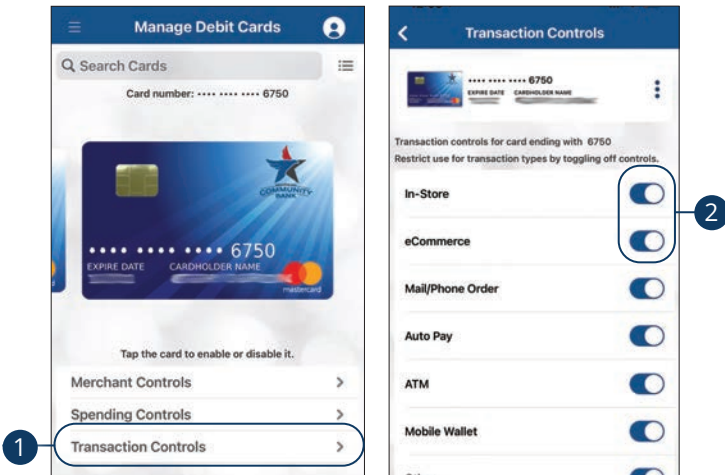 Manage Debit Cards
Search Cards
Card number: •••• •••• •••• 6750
COMMUNITY
BANK
•••• •••• •••• 6750
EXPIRE DATE CARDHOLDER NAME
mastercard
Tap the card to enable or disable it.
Merchant Controls
Spending Controls
1
Transaction Controls
Transaction Controls
•••• •••• •••• 6750
EXPIRE DATE CARDHOLDER NAME
Transaction controls for card ending with 6750
Restrict use for transaction types by toggling off controls.
In-Store
2
eCommerce
Mail/Phone Order
Auto Pay
ATM
Mobile Wallet